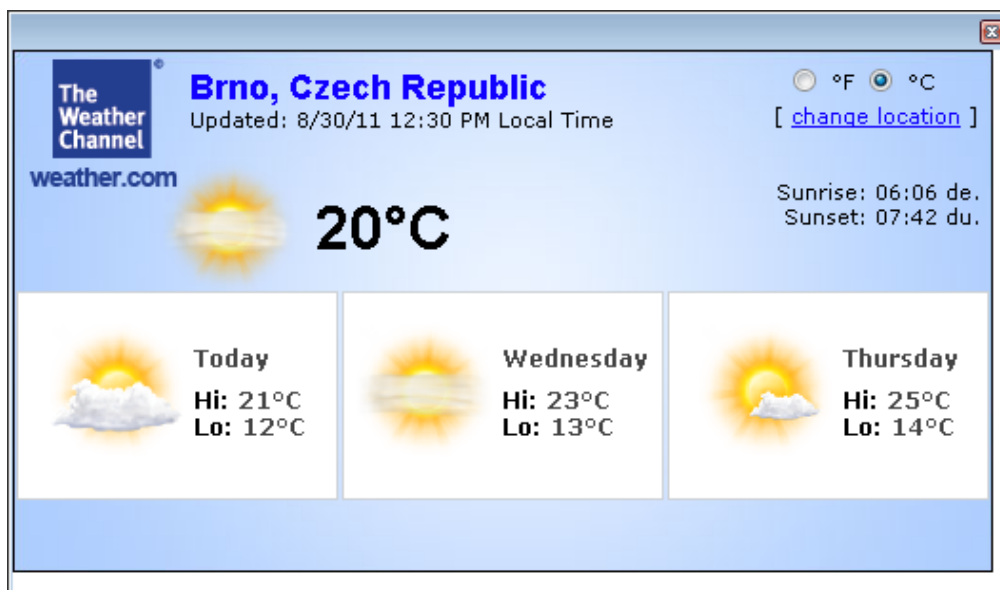 The
Weather
Channel
weather.com
Brno, Czech Republic
Updated: 8/30/11 12:30 PM Local Time
°F °C
[ change location ]
20°C
Sunrise: 06:06 de.
Sunset: 07:42 du.
Today
Hi: 21°C
Lo: 12°C
Wednesday
Hi: 23°C
Lo: 13°C
Thursday
Hi: 25°C
Lo: 14°C